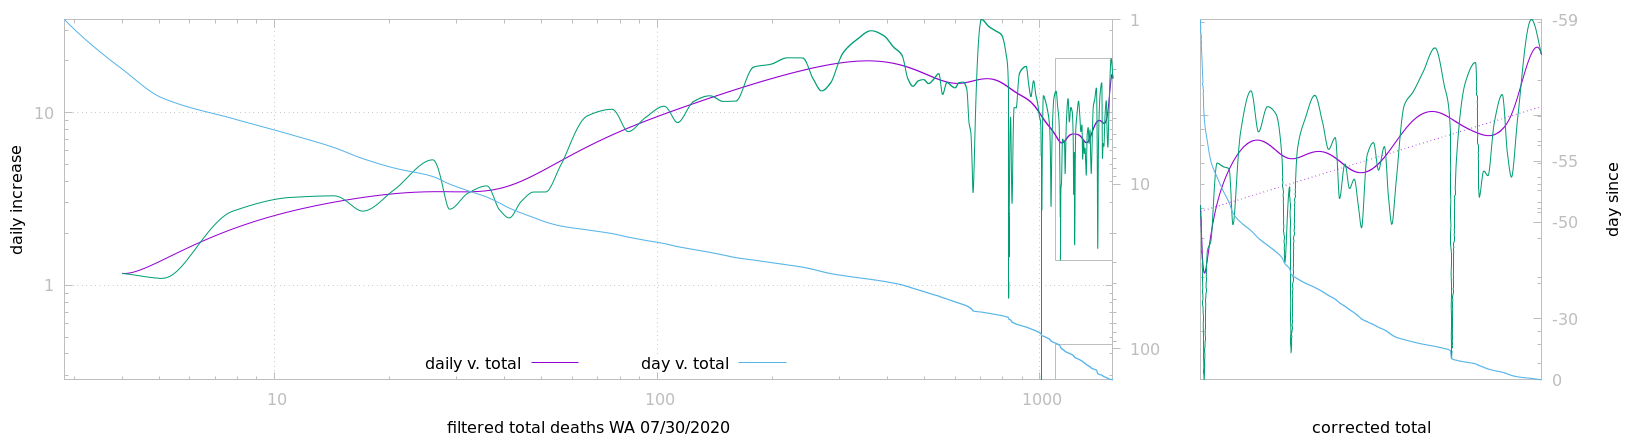 1
-59
10
-55
10
-50
1
-30
100
0
daily increase
day since
daily v. total
day v. total
10
100
1000
filtered total deaths WA 07/30/2020
corrected total